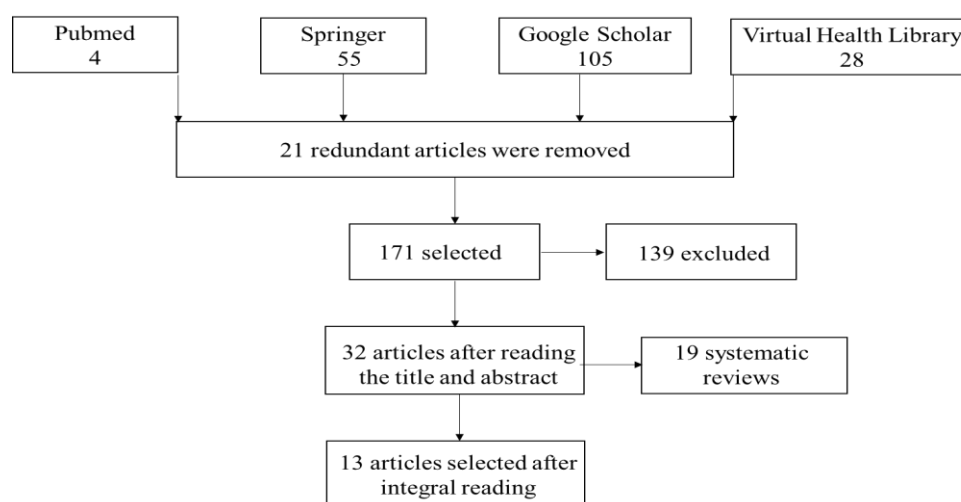 Pubmed
4
Springer
55
Google Scholar
105
Virtual Health Library
28
21 redundant articles were removed
171 selected
139 excluded
32 articles after reading
the title and abstract
19 systematic
reviews
13 articles selected after
integral reading